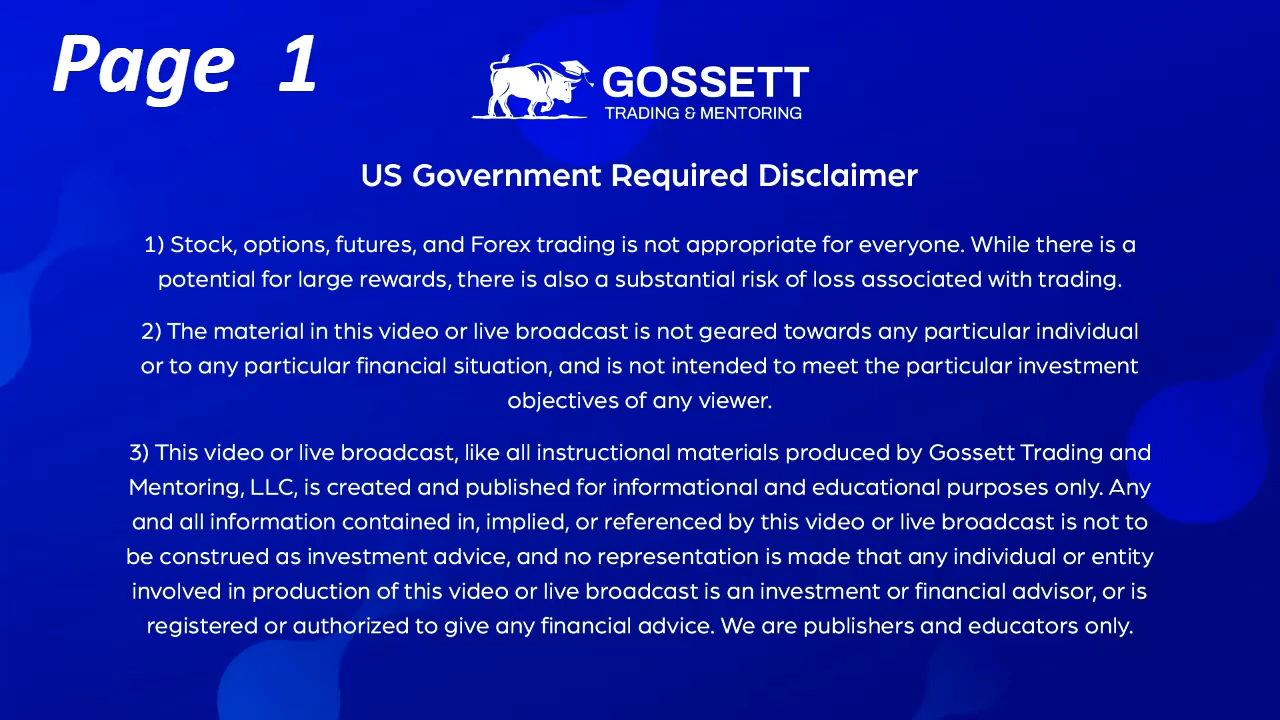 Page 1
GOSSETT
TRADING & MENTORING
US Government Required Disclaimer
1) Stock, options, futures, and Forex trading is not appropriate for everyone. While there is a
potential for large rewards, there is also a substantial risk of loss associated with trading.
2) The material in this video or live broadcast is not geared towards any particular individual
or to any particular financial situation, and is not intended to meet the particular investment
objectives of any viewer.
3) This video or live broadcast, like all instructional materials produced by Gossett Trading and
Mentoring, LLC, is created and published for informational and educational purposes only. Any
and all information contained in, implied, or referenced by this video or live broadcast is not to
be construed as investment advice, and no representation is made that any individual or entity
involved in production of this video or live broadcast is an investment or financial advisor, or is
registered or authorized to give any financial advice. We are publishers and educators only.